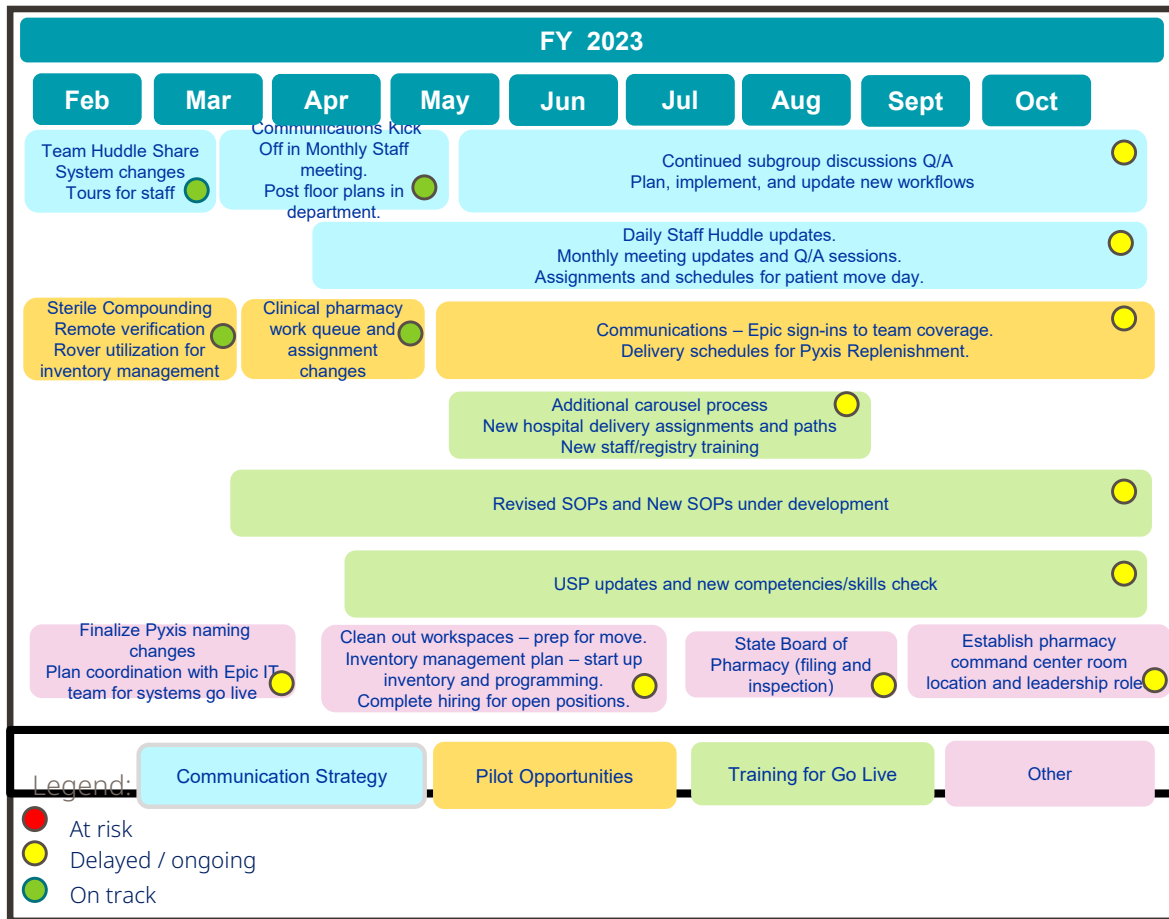 FY 2023
Feb
Mar
Apr
May
Jun
Jul
Aug
Sept
Oct
Team Huddle Share
System changes
Tours for staff
Communications Kick
Off in Monthly Staff
meeting.
Post floor plans in
department.
Continued subgroup discussions Q/A
Plan, implement, and update new workflows
Daily Staff Huddle updates.
Monthly meeting updates and Q/A sessions.
Assignments and schedules for patient move day.
Sterile Compounding
Remote verification
Rover utilization for
inventory management
Clinical pharmacy
work queue and
assignment
changes
Communications – Epic sign-ins to team coverage.
Delivery schedules for Pyxis Replenishment.
Additional carousel process
New hospital delivery assignments and paths
New staff/registry training
Revised SOPs and New SOPs under development
USP updates and new competencies/skills check
Finalize Pyxis naming
changes
Plan coordination with Epic IT
team for systems go live
Clean out workspaces – prep for move.
Inventory management plan – start up
inventory and programming.
Complete hiring for open positions.
State Board of
Pharmacy (filing and
inspection)
Establish pharmacy
command center room
location and leadership role
Legend:
Communication Strategy
Pilot Opportunities
Training for Go Live
Other
At risk
Delayed / ongoing
On track